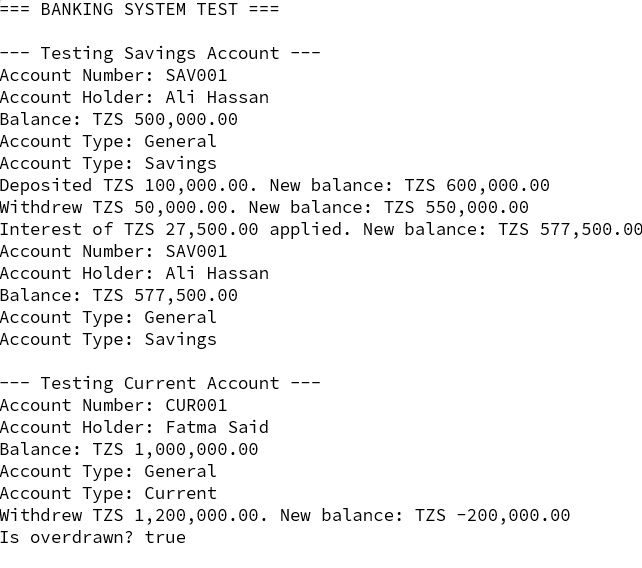 === BANKING SYSTEM TEST ===

--- Testing Savings Account ---
Account Number: SAV001
Account Holder: Ali Hassan
Balance: TZS 500,000.00
Account Type: General
Account Type: Savings
Deposited TZS 100,000.00. New balance: TZS 600,000.00
Withdrew TZS 50,000.00. New balance: TZS 550,000.00
Interest of TZS 27,500.00 applied. New balance: TZS 577,500.00
Account Number: SAV001
Account Holder: Ali Hassan
Balance: TZS 577,500.00
Account Type: General
Account Type: Savings

--- Testing Current Account ---
Account Number: CUR001
Account Holder: Fatma Said
Balance: TZS 1,000,000.00
Account Type: General
Account Type: Current
Withdrew TZS 1,200,000.00. New balance: TZS -200,000.00
Is overdrawn? true